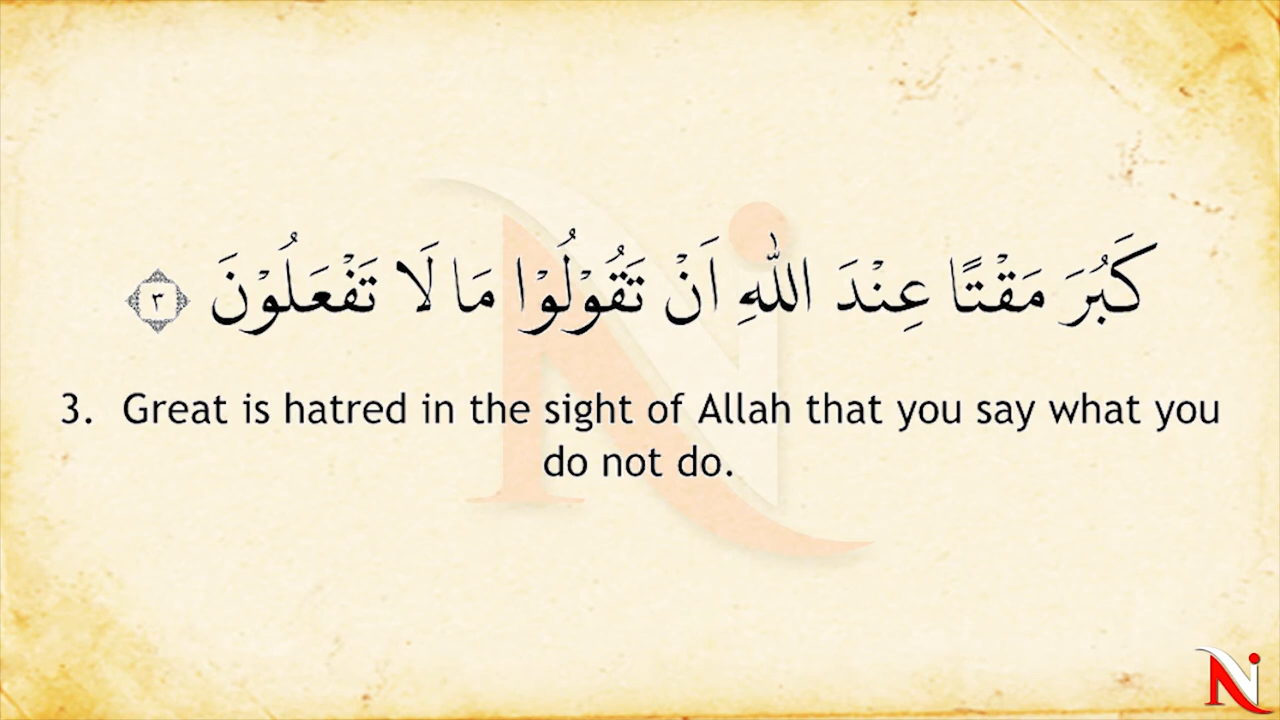 كَبُرَ مَقْتًا عِنْدَ اللّٰهِ اَنْ تَقُوْلُوْا مَا لَا تَفْعَلُوْنَ ٣
3. Great is hatred in the sight of Allah that you say what you
do not do.
Ni